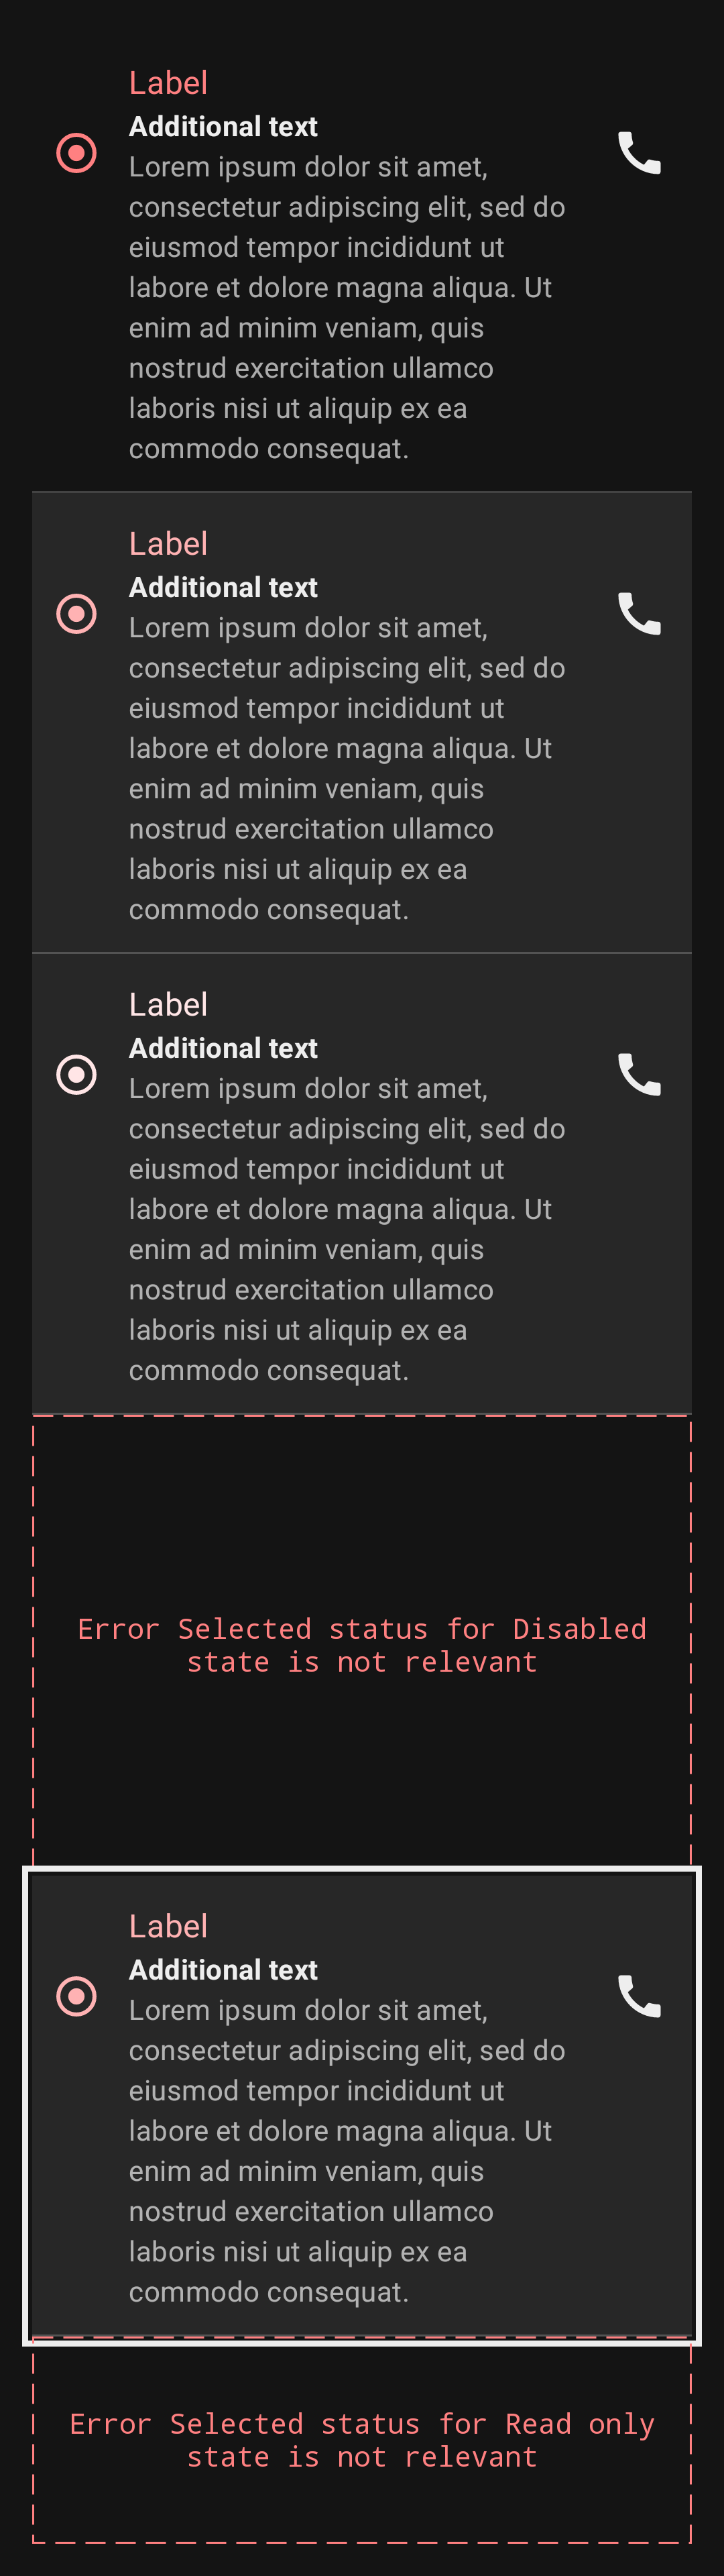 Label
Additional text
Lorem ipsum dolor sit amet,
consectetur adipiscing elit, sed do
eiusmod tempor incididunt ut
labore et dolore magna aliqua. Ut
enim ad minim veniam, quis
nostrud exercitation ullamco
laboris nisi ut aliquip ex ea
commodo consequat.
Label
Additional text
Lorem ipsum dolor sit amet,
consectetur adipiscing elit, sed do
eiusmod tempor incididunt ut
labore et dolore magna aliqua. Ut
enim ad minim veniam, quis
nostrud exercitation ullamco
laboris nisi ut aliquip ex ea
commodo consequat.
Label
Additional text
Lorem ipsum dolor sit amet,
consectetur adipiscing elit, sed do
eiusmod tempor incididunt ut
labore et dolore magna aliqua. Ut
enim ad minim veniam, quis
nostrud exercitation ullamco
laboris nisi ut aliquip ex ea
commodo consequat.
Error Selected status for Disabled
state is not relevant
Label
Additional text
Lorem ipsum dolor sit amet,
consectetur adipiscing elit, sed do
eiusmod tempor incididunt ut
labore et dolore magna aliqua. Ut
enim ad minim veniam, quis
nostrud exercitation ullamco
laboris nisi ut aliquip ex ea
commodo consequat.
Error Selected status for Read only
state is not relevant